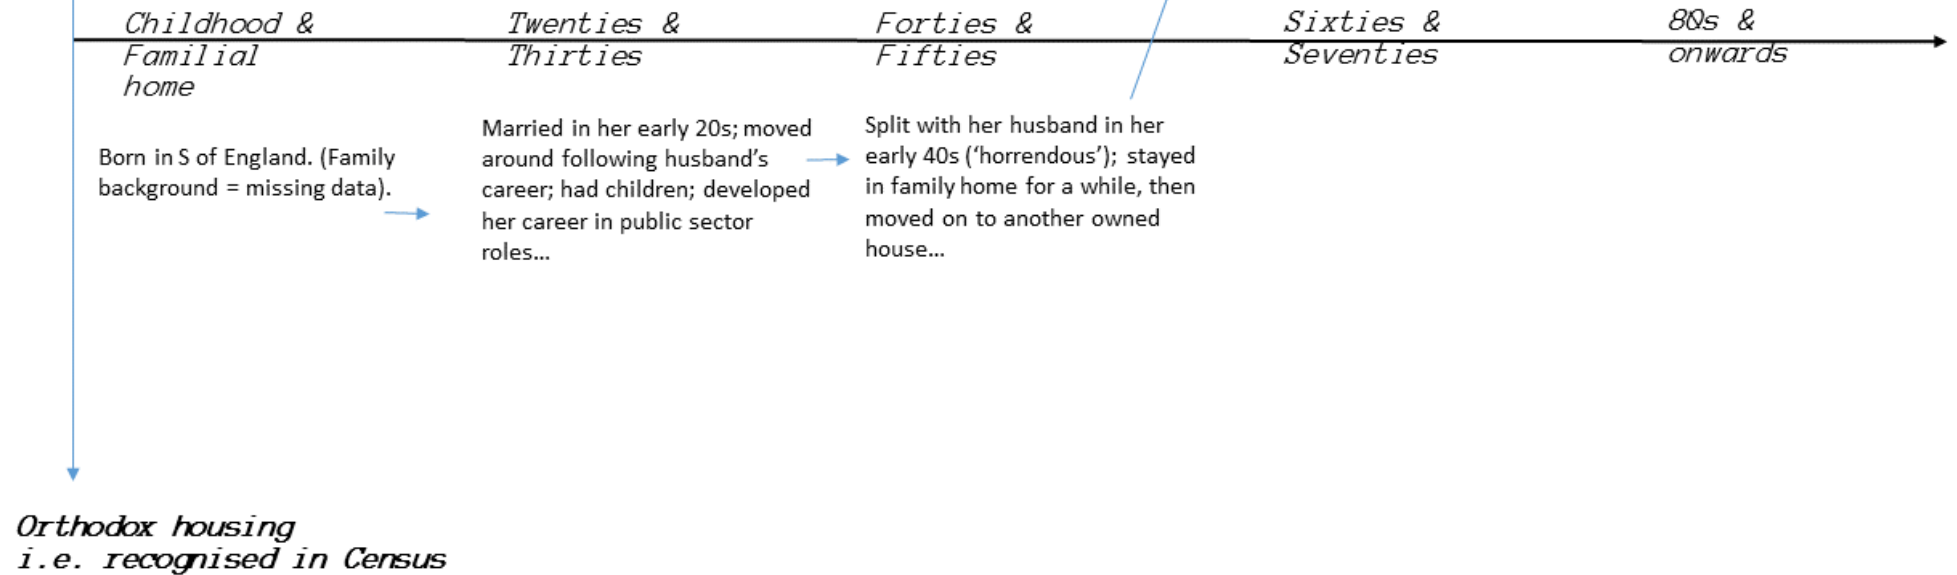 Childhood &
Familial
home
Twenties &
Thirties
Forties &
Fifties
Sixties &
Seventies
80s &
onwards
Born in S of England. (Family
background = missing data).
Married in her early 20s; moved
around following husband’s
career; had children; developed
her career in public sector
roles…
Split with her husband in her
early 40s (‘horrendous’); stayed
in family home for a while, then
moved on to another owned
house…
Orthodox housing
i.e. recognised in Census